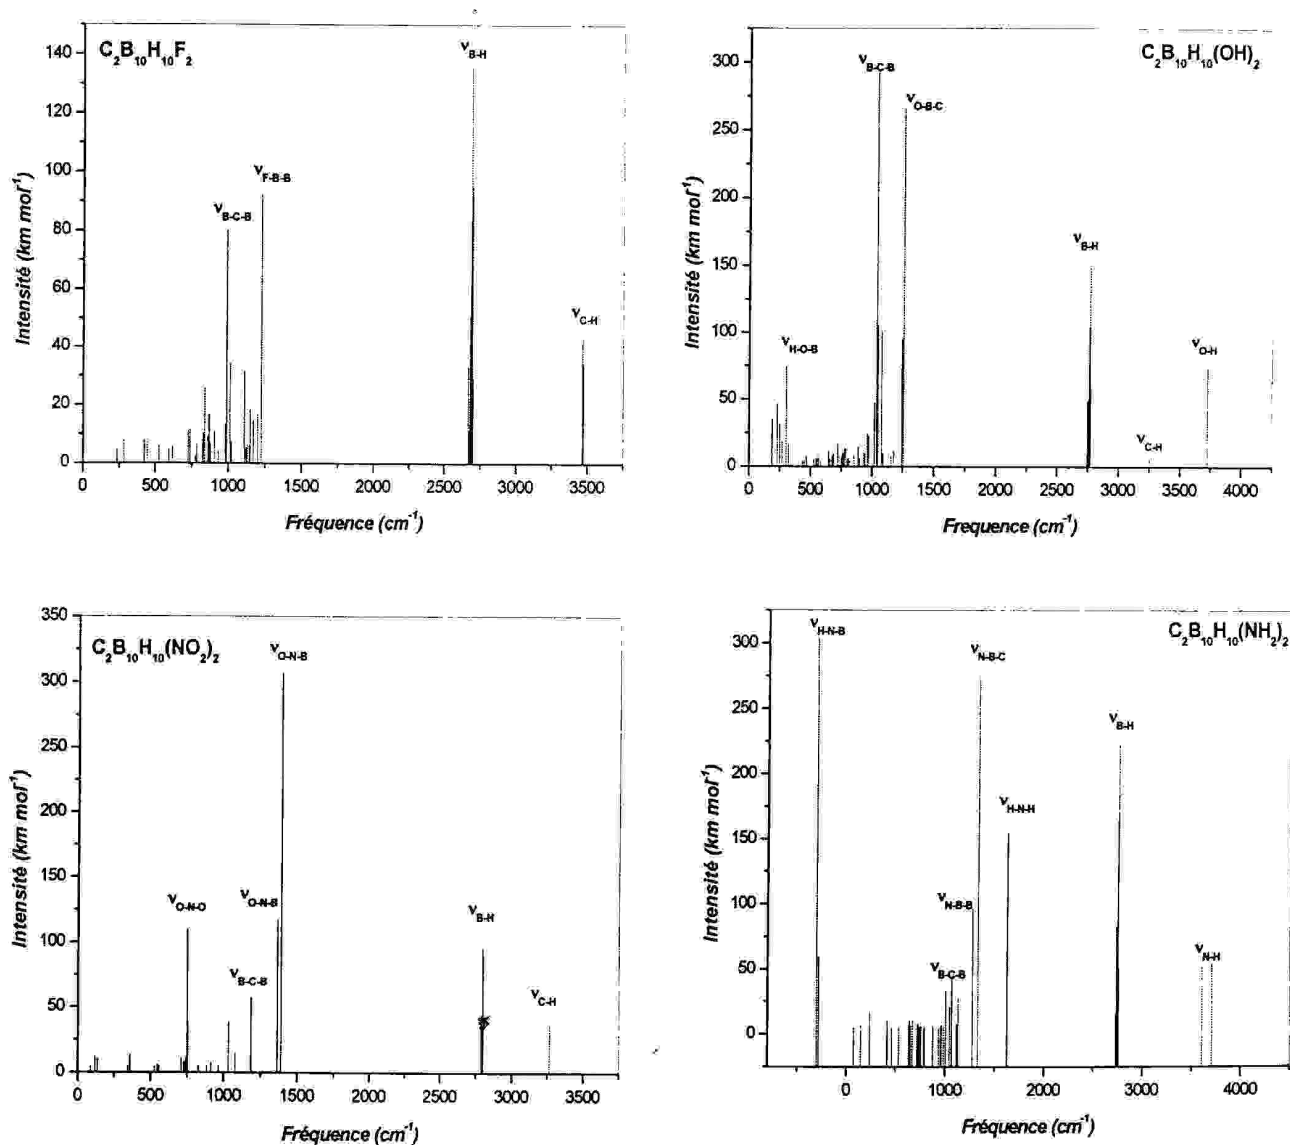 C2B10H10F2
νB-H
νF-B-B
νB-C-B
νC-H
140
120
100
80
60
40
20
0
Intensité (km mol-1)
0 500 1000 1500 2000 2500 3000 3500
Fréquence (cm-1)
C2B10H10(OH)2
νB-C-B
νO-B-C
νB-H
νH-O-B
νO-H
νC-H
300
250
200
150
100
50
0
Intensité (km mol-1)
0 500 1000 1500 2000 2500 3000 3500 4000
Frequence (cm-1)
C2B10H10(NO2)2
νO-N-B
νO-N-O
νO-N-B
νB-C-B
νB-H
νC-H
350
300
250
200
150
100
50
0
Intensité (km mol-1)
0 500 1000 1500 2000 2500 3000 3500
Fréquence (cm-1)
C2B10H10(NH2)2
νH-N-B
νN-B-C
νB-H
νH-N-H
νN-B-B
νB-C-B
νN-H
300
250
200
150
100
50
0
Intensité (km mol-1)
0 1000 2000 3000 4000
Fréquence (cm-1)